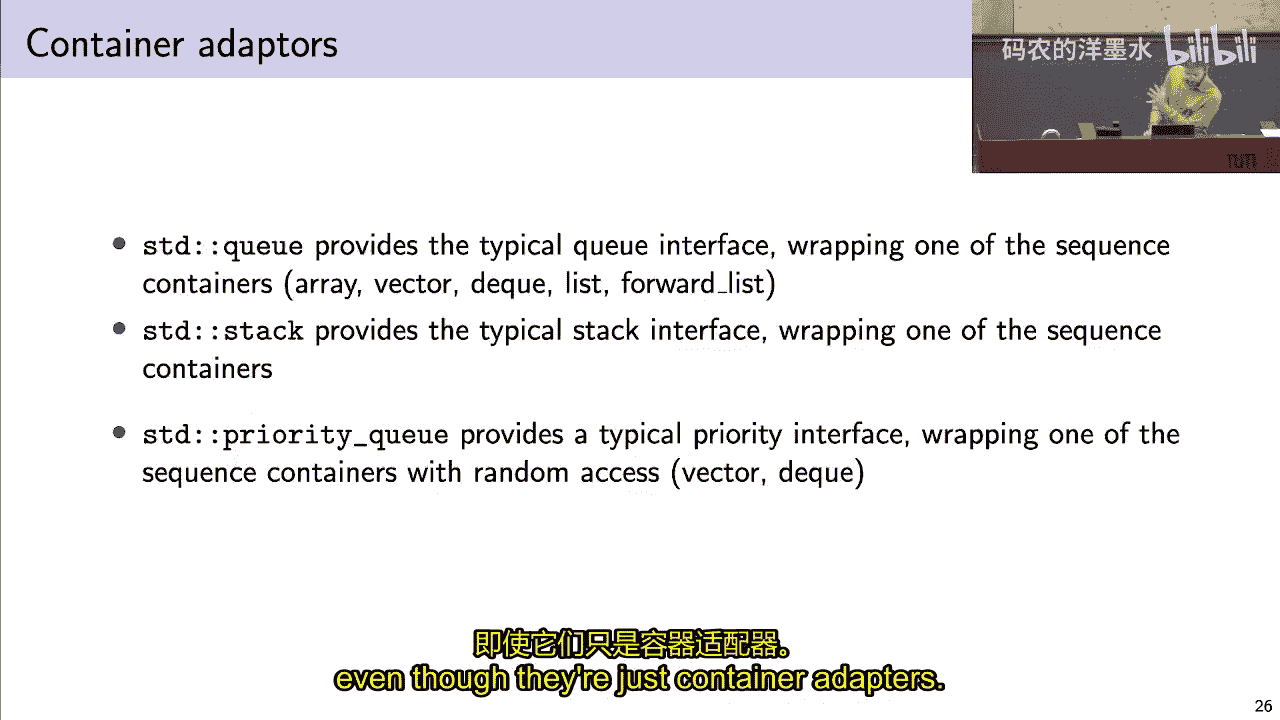 Container adaptors
码农的洋墨水 bilibili
• std::queue provides the typical queue interface, wrapping one of the sequence
containers (array, vector, deque, list, forward_list)
• std::stack provides the typical stack interface, wrapping one of the sequence
containers
• std::priority_queue provides a typical priority interface, wrapping one of the
sequence containers with random access (vector, deque)
即使它们只是容器适配器。
even though they're just container adapters.
26